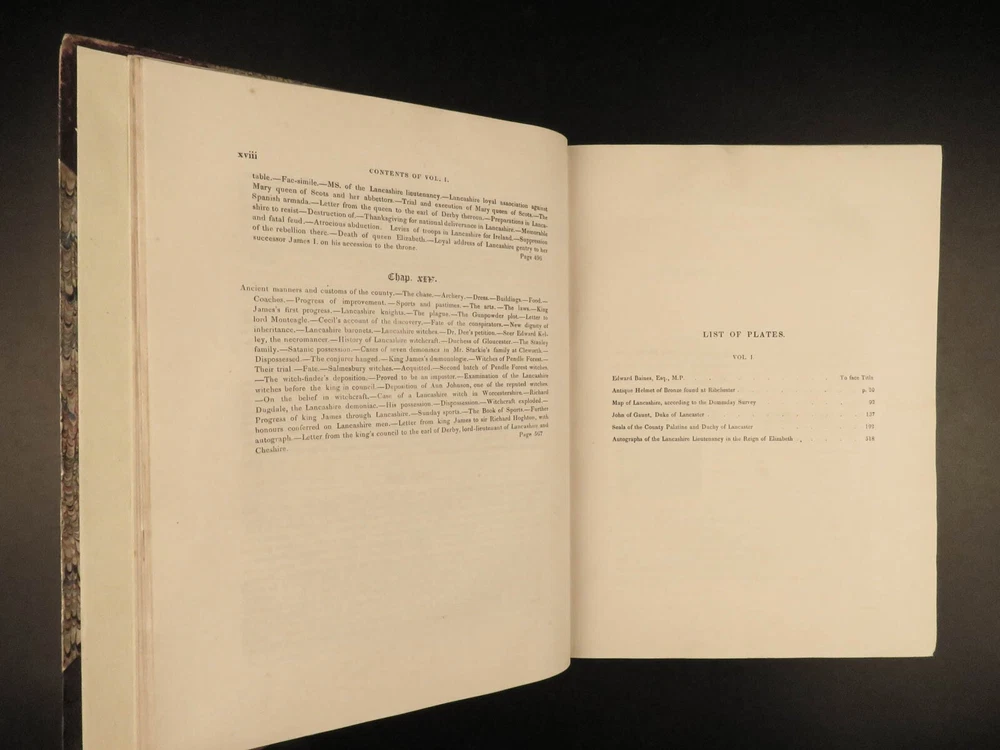 xviii
CONTENTS OF VOL. I.
table.—Fac-simile.—MS. of the Lancashire lieutenancy.—Lancashire loyal association against
Mary queen of Scots and her abbettors.—Trial and execution of Mary queen of Scots.—The
Spanish armada.—Letter from the queen to the earl of Derby thereon.—Preparations in Lanca-
shire to resist—Destruction of.—Thanksgiving for national deliverance in Lancashire.—Memorable
and fatal feud.—Atrocious abduction. Levies of troops in Lancashire for Ireland.—Suppression
of the rebellion there.—Death of queen Elizabeth.—Loyal address of Lancashire gentry to her
successor James I. on his accession to the throne.
Page
Chap. XIV.
Ancient manners and customs of the county.—The chase.—Archery.—Dress.—Buildings.—Food.—
Coaches.—Progress of improvement.—Sports and pastimes.—The arts.—The laws.—King
James's first progress.—Lancashire knights.—The plague.—The Gunpowder plot.—Letter to
lord Monteagle.—Cecil's account of the discovery.—Fate of the conspirators.—New dignity of
inheritance.—Lancashire baronets.—Lancashire witches.—Dr. Dee's petition.—Seer Edward Kel-
ley, the necromancer.—History of Lancashire witchcraft.—Duchess of Gloucester.—The Stanley
family.—Satanic possession.—Cases of seven demoniacs in Mr. Starkie's family at Cleworth.—
Dispossessed.—The conjuror hanged.—King James's dæmonologie.—Witches of Pendle Forest.—
Their trial—Fate.—Salmesbury witches.—Acquitted.—Second batch of Pendle Forest witches.
—The witch-finder's deposition.—Proved to be an impostor.—Examination of the Lancashire
witches before the king in council.—Deposition of Ann Johnson, one of the reputed witches.
—On the belief in witchcraft.—Case of a Lancashire witch in Worcestershire.—Richard
Dugdale, the Lancashire demoniac.—His possession.—Dispossession.—Witchcraft exploded.—
Progress of king James through Lancashire.—Sunday sports.—The Book of Sports.—Further
honours conferred on Lancashire men.—Letter from king James to sir Richard Hoghton, with
autograph.—Letter from the king's council to the earl of Derby, lord-lieutenant of Lancashire and
Cheshire.
Page 507
LIST OF PLATES.
VOL I
Edward Baines, Esq., M.P. To face Title
Antique Helmet of Bronze found at Ribchester p.
Map of Lancashire, according to the Domesday Survey
John of Gaunt, Duke of Lancaster 127
Seals of the County Palatine and Duchy of Lancaster
Autographs of the Lancashire Lieutenancy in the Reign of Elizabeth